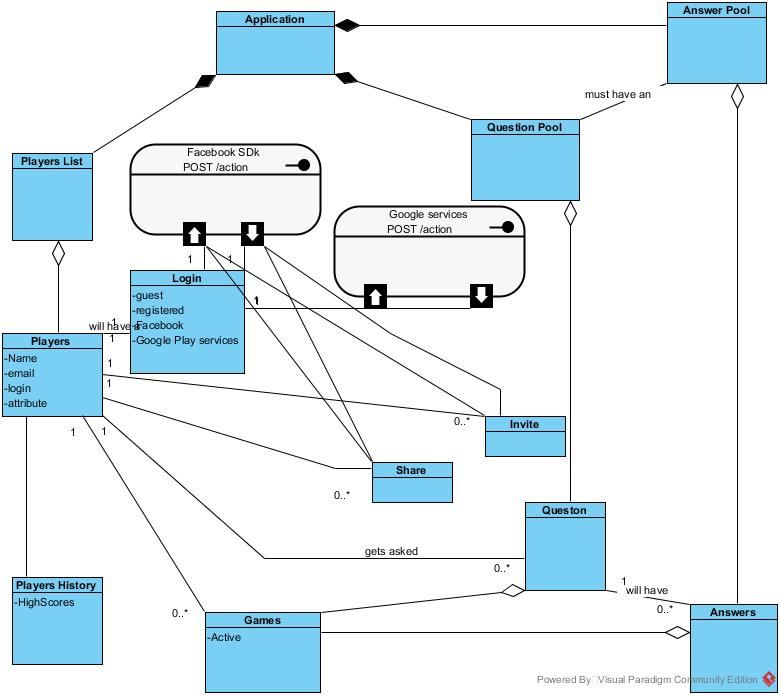 Application
Answer Pool
must have an
Question Pool
Players List
Facebook SDk
POST /action
Google services
POST /action
1
1
Login
-guest
-registered
-Facebook
-Google Play services
1
1
will have a
1
1
Players
-Name
-email
-login
-attribute
1
1
1
1
0..*
Invite
Share
0..*
Queston
gets asked
0..*
Players History
-HighScores
0..*
Games
-Active
1
will have
0..*
Answers
Powered By Visual Paradigm Community Edition